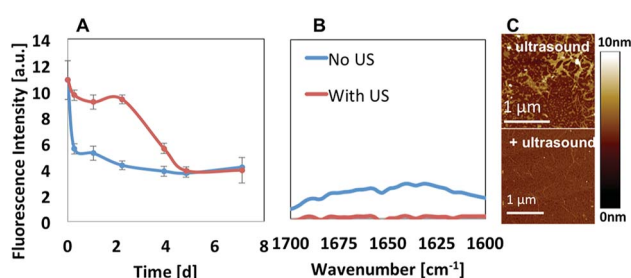 A
Fluorescence Intensity [a.u.]
14
12
10
8
6
4
2
0
0 2 4 6 8
Time [d]
B
No US
With US
1700 1675 1650 1625 1600
Wavenumber [cm⁻¹]
C
- ultrasound
1 µm
+ ultrasound
1 µm
10nm
0nm